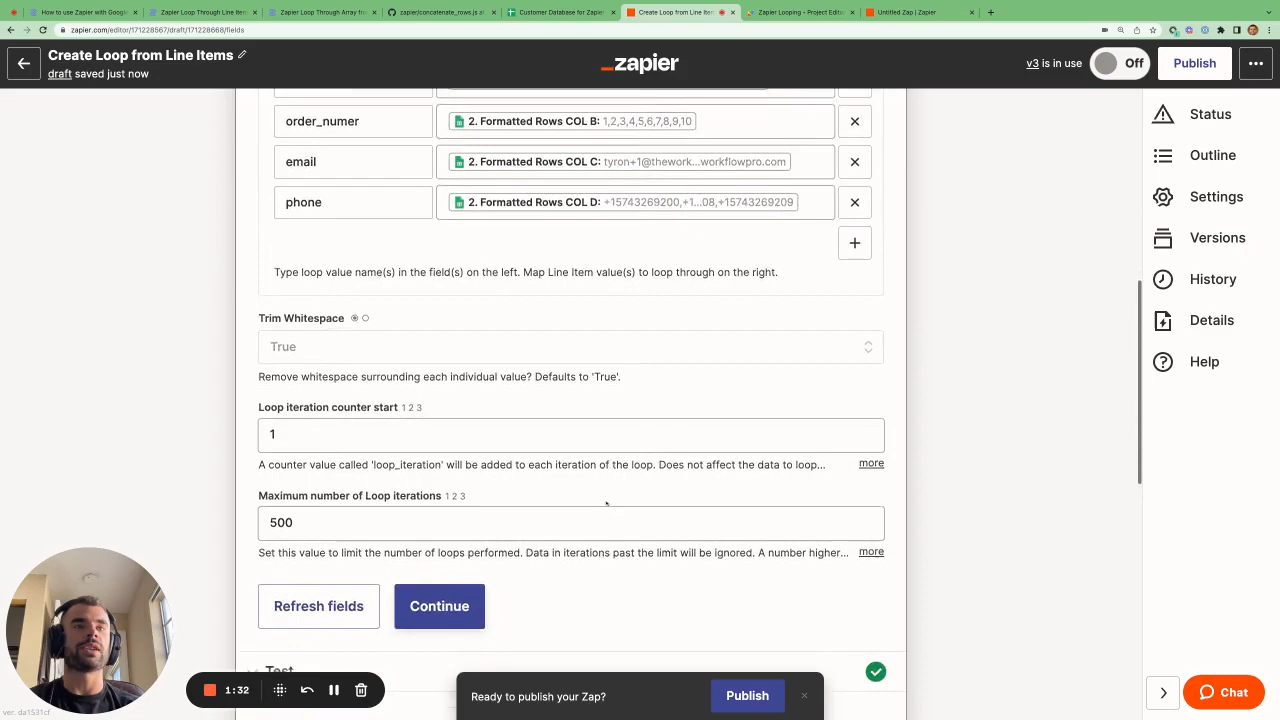 How to use Zapier with Google
Zapier Loop Through Line Item
Zapier Loop Through Array from
zapier/concatenate_rows.js at
Customer Database for Zapier
Create Loop from Line Item
Zapier Looping – Project Edito
Untitled Zap | Zapier
zapier.com/editor/171228567/draft/171228668/fields
Create Loop from Line Items
draft saved just now
_zapier
v3 is in use
Off
Publish
order_numer
2. Formatted Rows COL B: 1,2,3,4,5,6,7,8,9,10
email
2. Formatted Rows COL C: tyron+1@thework...workflowpro.com
phone
2. Formatted Rows COL D: +15743269200,+1...08,+15743269209
Type loop value name(s) in the field(s) on the left. Map Line item value(s) to loop through on the right.
Trim Whitespace
True
Remove whitespace surrounding each individual value? Defaults to 'True'.
Loop iteration counter start 1 2 3
1
A counter value called 'loop_iteration' will be added to each iteration of the loop. Does not affect the data to loop... more
Maximum number of Loop iterations 1 2 3
500
Set this value to limit the number of loops performed. Data in iterations past the limit will be ignored. A number higher... more
Refresh fields
Continue
Test
Status
Outline
Settings
Versions
History
Details
Help
1:32
Ready to publish your Zap?
Publish
Chat
ver. da1531cf